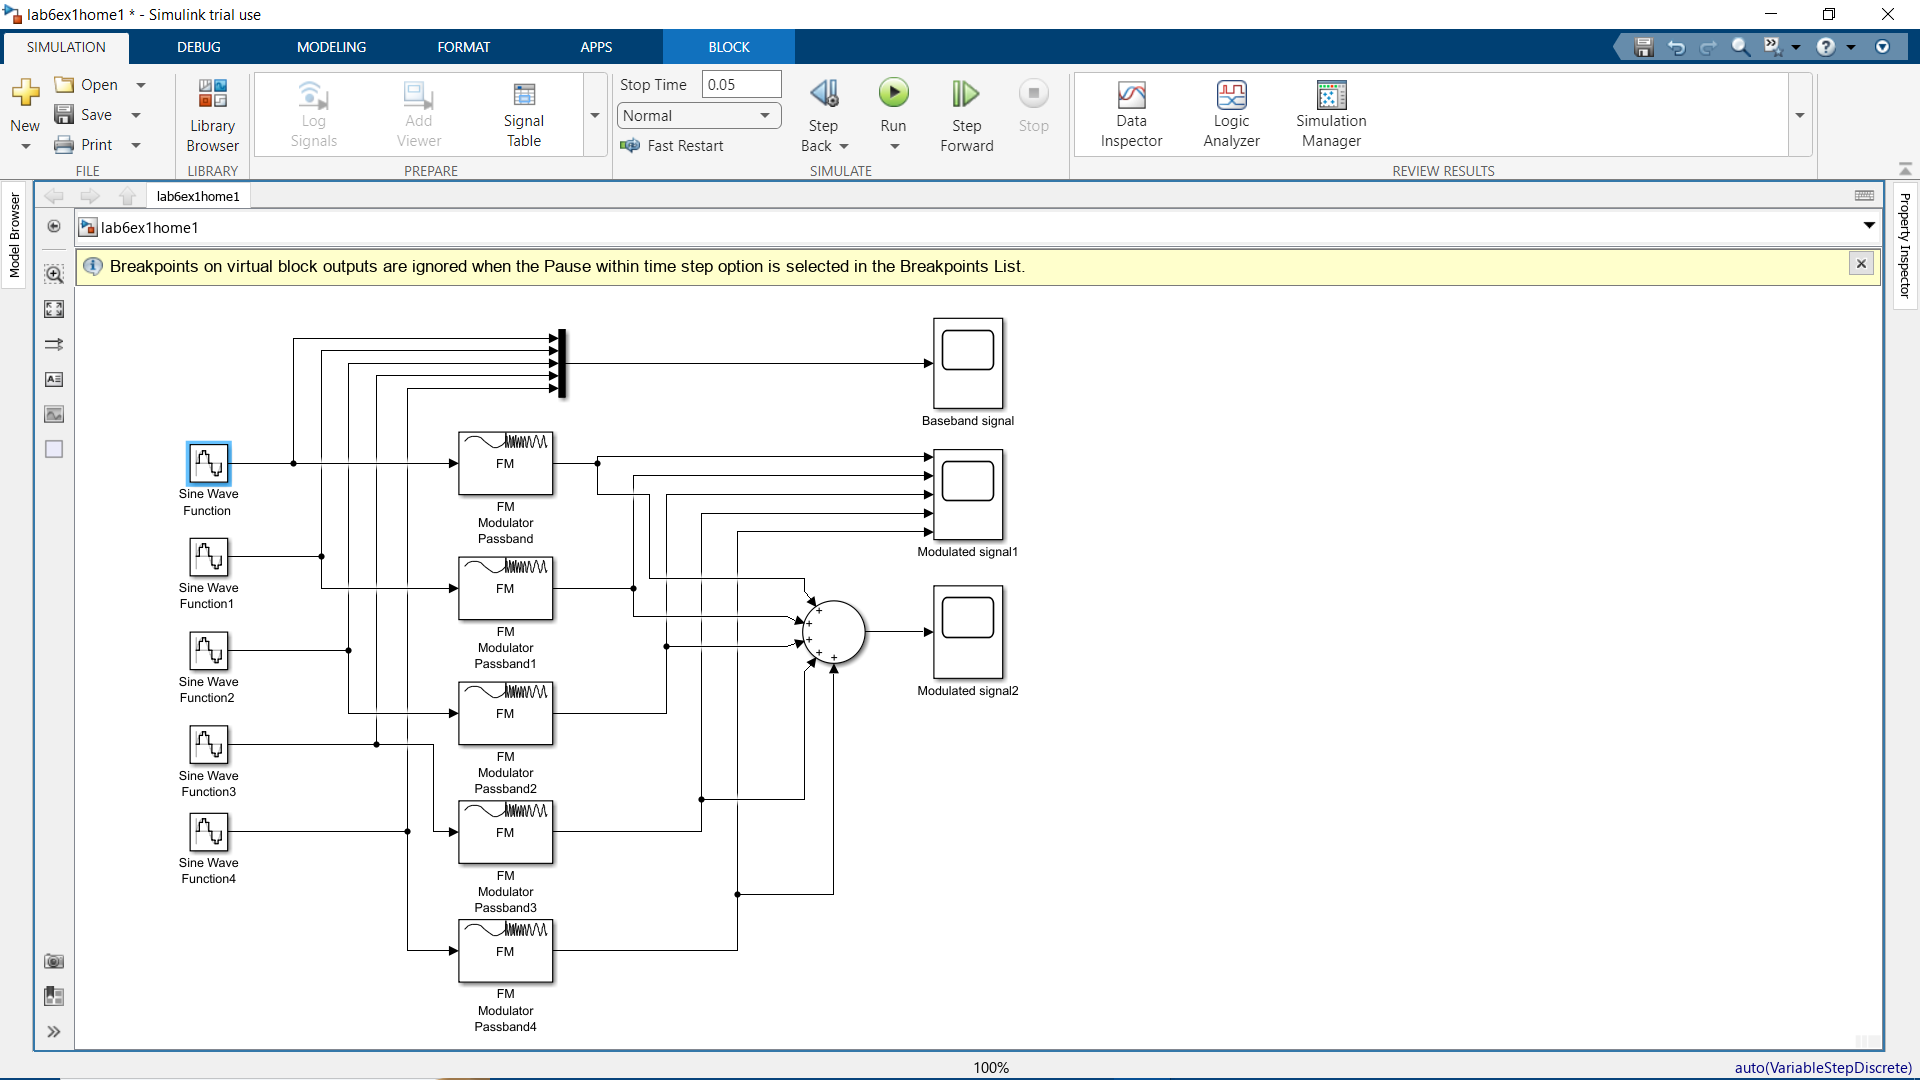 lab6ex1home1 * - Simulink trial use
SIMULATION
DEBUG
MODELING
FORMAT
APPS
BLOCK
New
Open
Save
Print
FILE
Library
Browser
LIBRARY
Log
Signals
Add
Viewer
Signal
Table
PREPARE
Stop Time
0.05
Normal
Fast Restart
Step
Back
Run
Step
Forward
Stop
SIMULATE
Data
Inspector
Logic
Analyzer
Simulation
Manager
REVIEW RESULTS
Model Browser
lab6ex1home1
lab6ex1home1
Property Inspector
Breakpoints on virtual block outputs are ignored when the Pause within time step option is selected in the Breakpoints List.
Baseband signal
Sine Wave
Function
FM
FM
Modulator
Passband
Modulated signal1
Sine Wave
Function1
FM
FM
Modulator
Passband1
+
+
+
+
+
Modulated signal2
Sine Wave
Function2
FM
FM
Modulator
Passband2
Sine Wave
Function3
FM
FM
Modulator
Passband3
Sine Wave
Function4
FM
FM
Modulator
Passband4
100%
auto(VariableStepDiscrete)